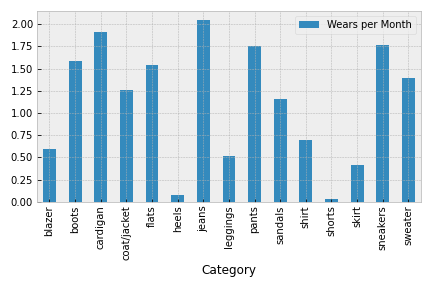 2.00
1.75
1.50
1.25
1.00
0.75
0.50
0.25
0.00
Wears per Month
blazer
boots
cardigan
coat/jacket
flats
heels
jeans
leggings
pants
sandals
shirt
shorts
skirt
sneakers
sweater
Category